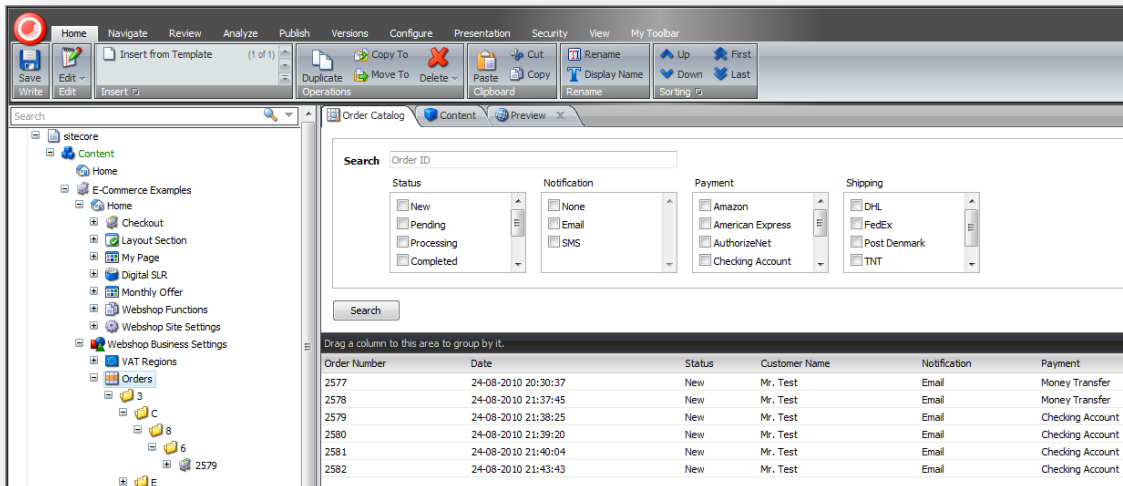 Home Navigate Review Analyze Publish Versions Configure Presentation Security View My Toolbar
Save
Write
Edit
Edit
Insert from Template (1 of 1)
Insert
Duplicate
Copy To
Move To
Delete
Operations
Paste
Cut
Copy
Clipboard
Rename
Display Name
Rename
Up
Down
First
Last
Sorting
Search
sitecore
Content
Home
E-Commerce Examples
Home
Checkout
Layout Section
My Page
Digital SLR
Monthly Offer
Webshop Functions
Webshop Site Settings
Webshop Business Settings
VAT Regions
Orders
3
C
8
6
2579
E
Order Catalog Content Preview X
Search Order ID
Status
New
Pending
Processing
Completed
Notification
None
Email
SMS
Payment
Amazon
American Express
AuthorizeNet
Checking Account
Shipping
DHL
FedEx
Post Denmark
TNT
Search
Drag a column to this area to group by it.
Order Number Date Status Customer Name Notification Payment
2577 24-08-2010 20:30:37 New Mr. Test Email Money Transfer
2578 24-08-2010 21:37:45 New Mr. Test Email Money Transfer
2579 24-08-2010 21:38:25 New Mr. Test Email Checking Account
2580 24-08-2010 21:39:20 New Mr. Test Email Checking Account
2581 24-08-2010 21:40:04 New Mr. Test Email Checking Account
2582 24-08-2010 21:43:43 New Mr. Test Email Checking Account